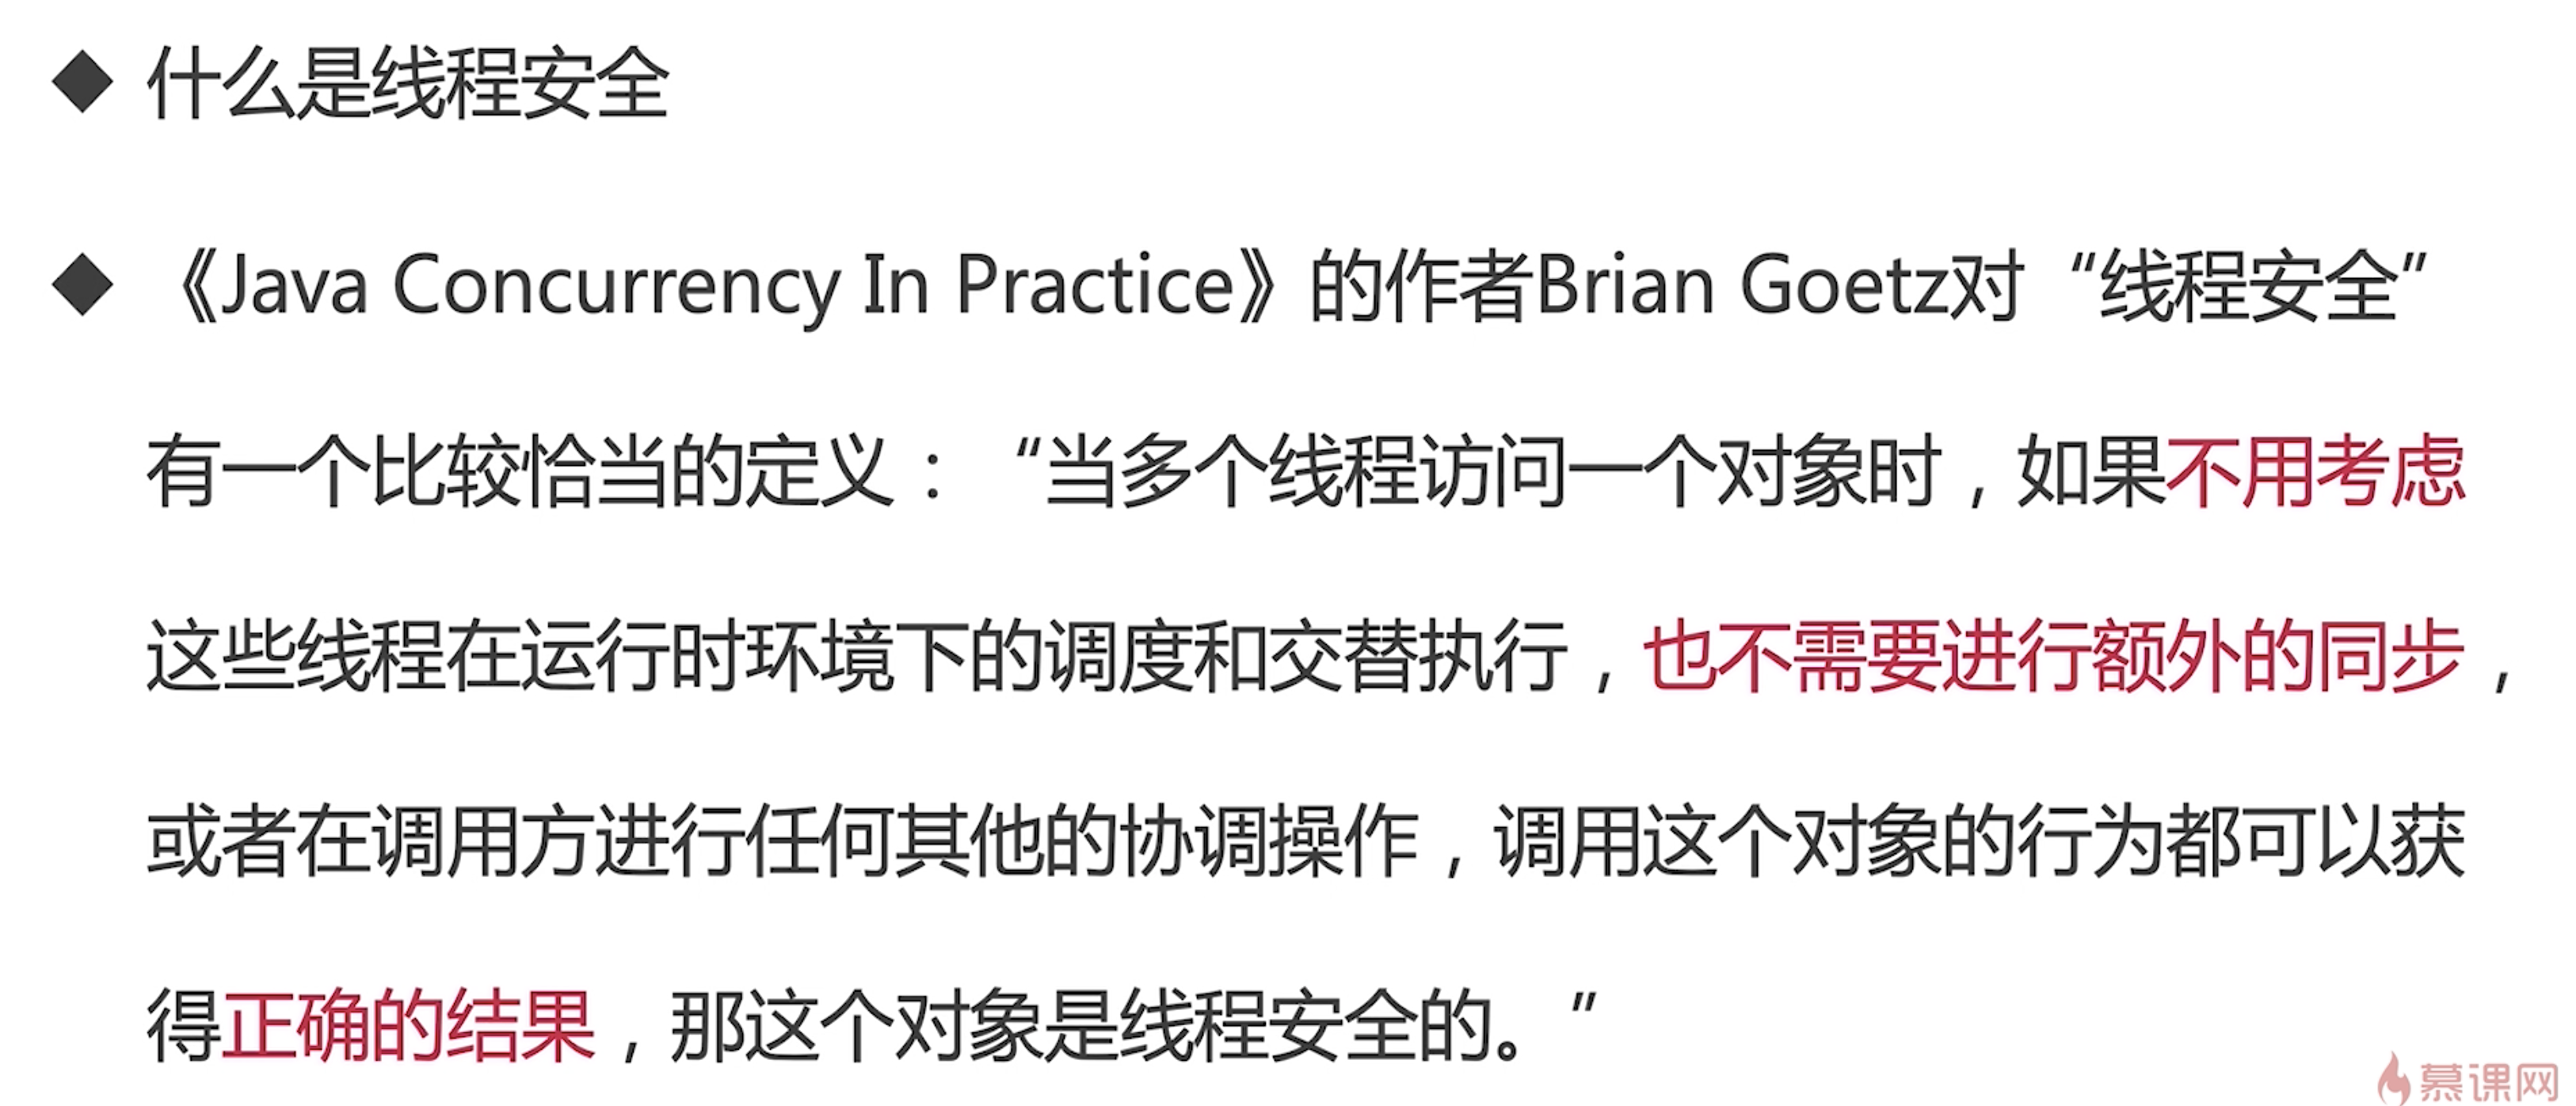 ◆ 什么是线程安全
◆ 《Java Concurrency In Practice》的作者Brian Goetz对“线程安全”
有一个比较恰当的定义：“当多个线程访问一个对象时，如果不用考虑
这些线程在运行时环境下的调度和交替执行，也不需要进行额外的同步，
或者在调用方进行任何其他的协调操作，调用这个对象的行为都可以获
得正确的结果，那这个对象是线程安全的。”
慕课网